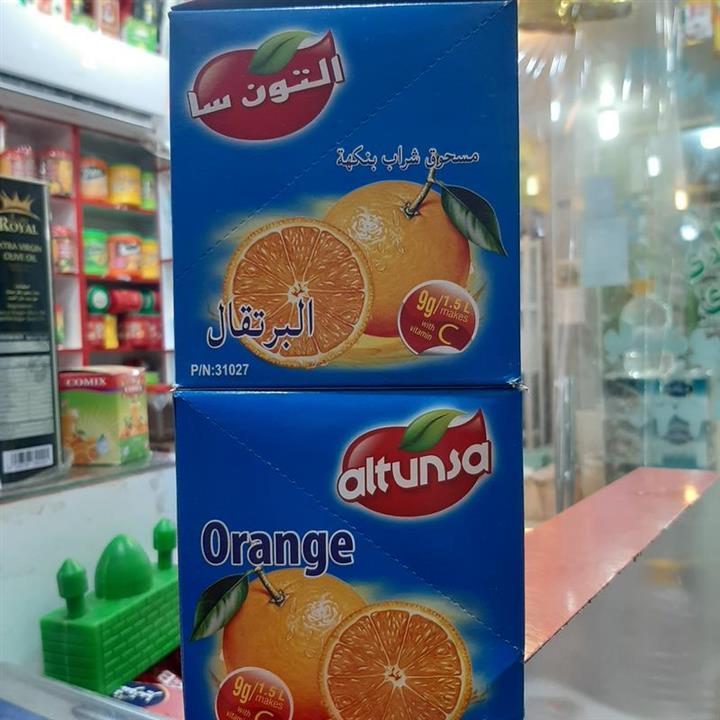 التون سا
مسحوق شراب بنكهة
البرتقال
9g/1.5 L
makes
with
vitamin C
P/N:31027
altunsa
Orange
9g/1.5 L
makes
with
ROYAL
EXTRA VIRGIN
OLIVE OIL
COMIX